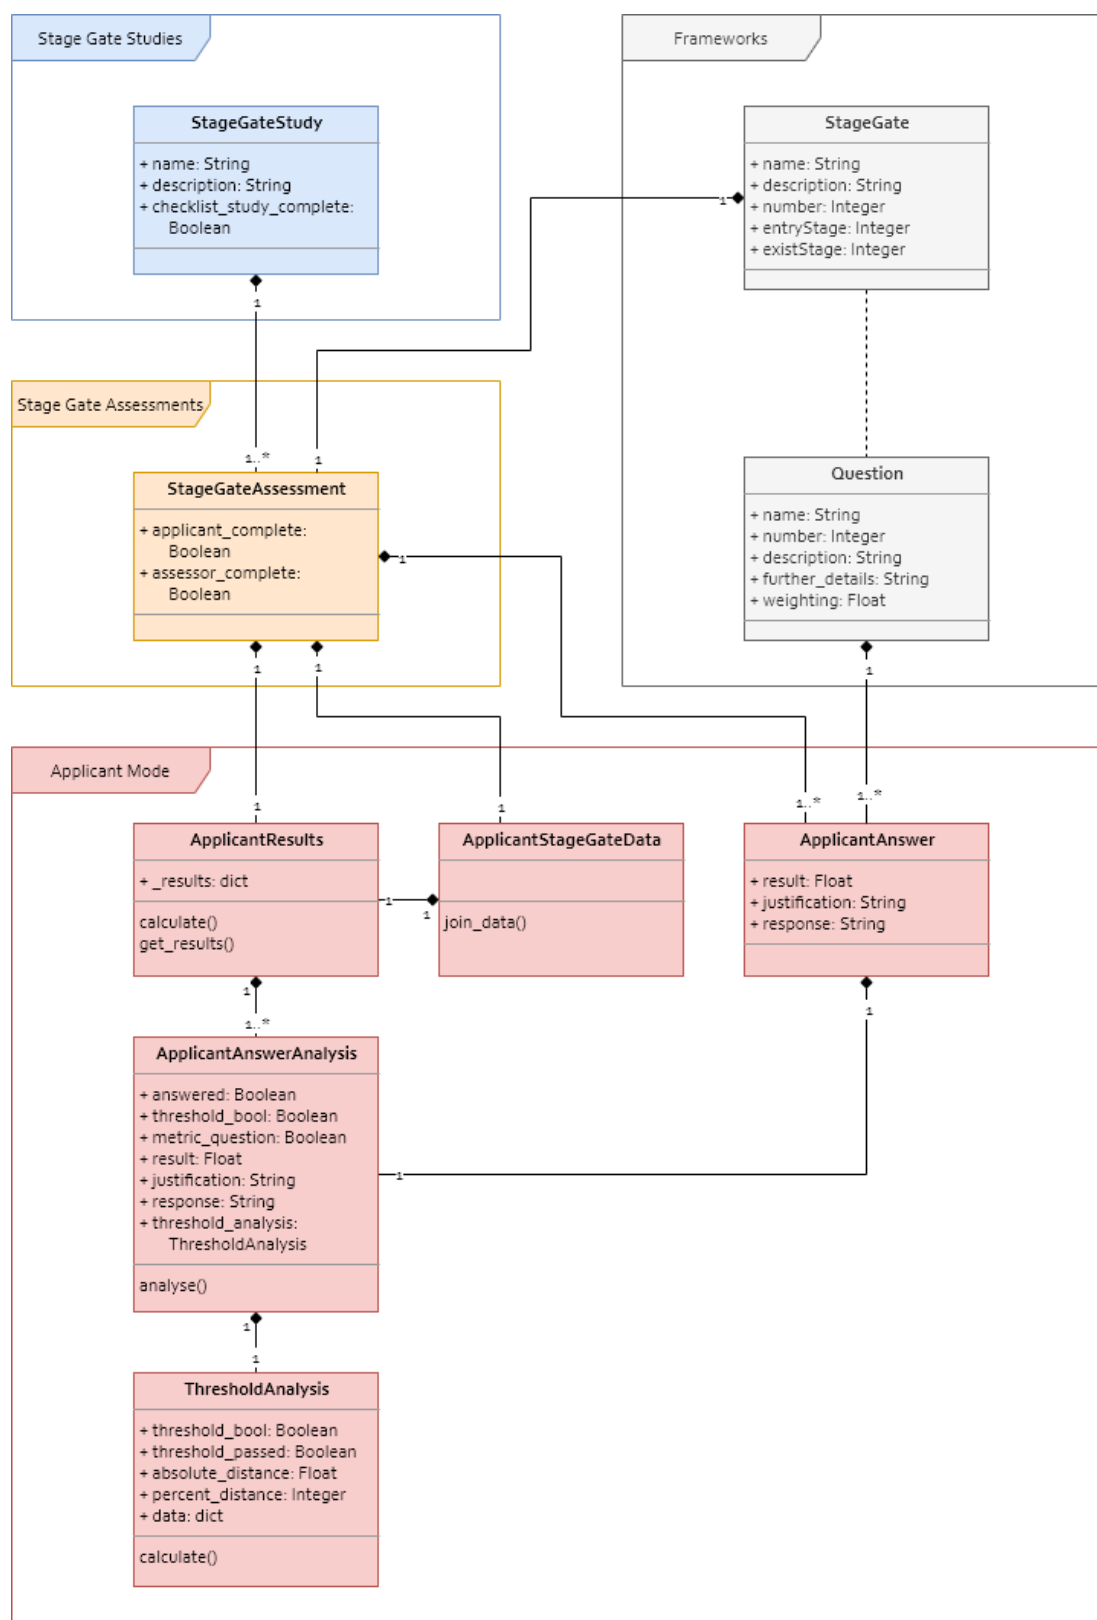 Stage Gate Studies
StageGateStudy
+ name: String
+ description: String
+ checklist_study_complete:
Boolean
1
Frameworks
StageGate
+ name: String
+ description: String
+ number: Integer
+ entryStage: Integer
+ existStage: Integer
1
Stage Gate Assessments
1..*
1
StageGateAssessment
+ applicant_complete:
Boolean
+ assessor_complete:
Boolean
1
1
1
Question
+ name: String
+ number: Integer
+ description: String
+ further_details: String
+ weighting: Float
1
Applicant Mode
1
1
1..*
1..*
ApplicantResults
+ _results: dict
calculate()
get_results()
1
1
ApplicantStageGateData
join_data()
ApplicantAnswer
+ result: Float
+ justification: String
+ response: String
1
1
1..*
ApplicantAnswerAnalysis
+ answered: Boolean
+ threshold_bool: Boolean
+ metric_question: Boolean
+ result: Float
+ justification: String
+ response: String
+ threshold_analysis:
ThresholdAnalysis
analyse()
1
1
1
ThresholdAnalysis
+ threshold_bool: Boolean
+ threshold_passed: Boolean
+ absolute_distance: Float
+ percent_distance: Integer
+ data: dict
calculate()